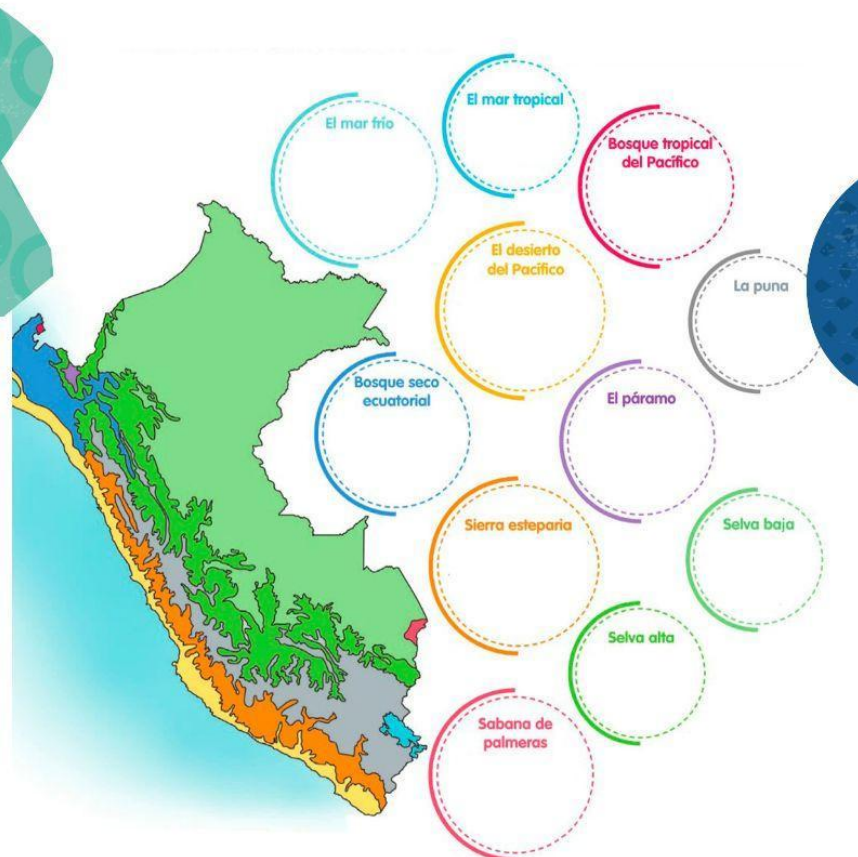 El mar frío
El mar tropical
Bosque tropical
del Pacífico
El desierto
del Pacífico
La puna
Bosque seco
ecuatorial
El páramo
Sierra esteparia
Selva baja
Selva alta
Sabana de
palmeras